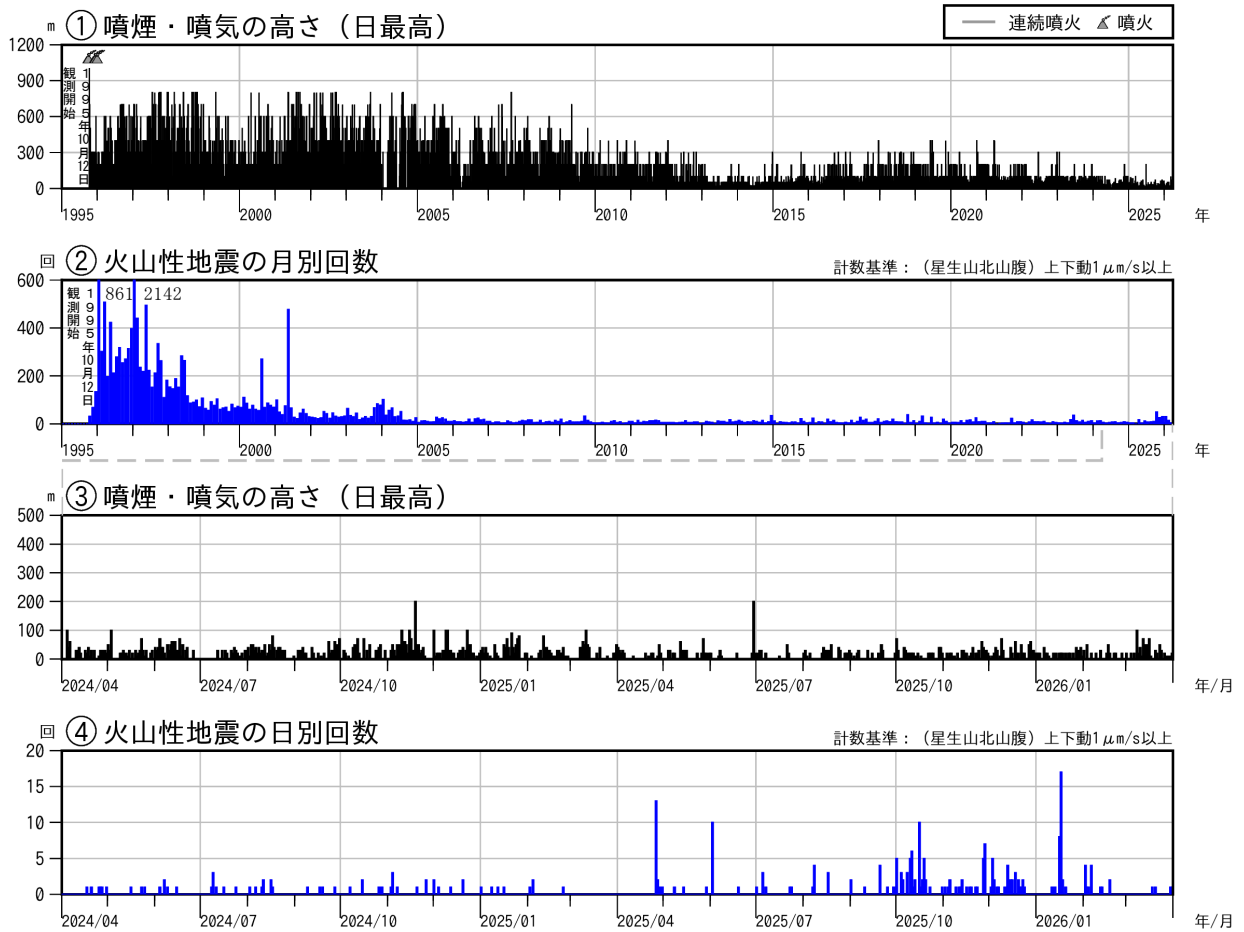 連続噴火 噴火
m ①噴煙・噴気の高さ（日最高）
1200
900
600
300
0
観測開始
1995年10月12日
1995 2000 2005 2010 2015 2020 2025 年
回 ②火山性地震の月別回数
計数基準：（星生山北山腹）上下動1μm/s以上
600
400
200
0
観測開始
1995年10月12日
861 2142
1995 2000 2005 2010 2015 2020 2025 年
m ③噴煙・噴気の高さ（日最高）
500
400
300
200
100
0
2024/04 2024/07 2024/10 2025/01 2025/04 2025/07 2025/10 2026/01 年/月
回 ④火山性地震の日別回数
計数基準：（星生山北山腹）上下動1μm/s以上
20
15
10
5
0
2024/04 2024/07 2024/10 2025/01 2025/04 2025/07 2025/10 2026/01 年/月